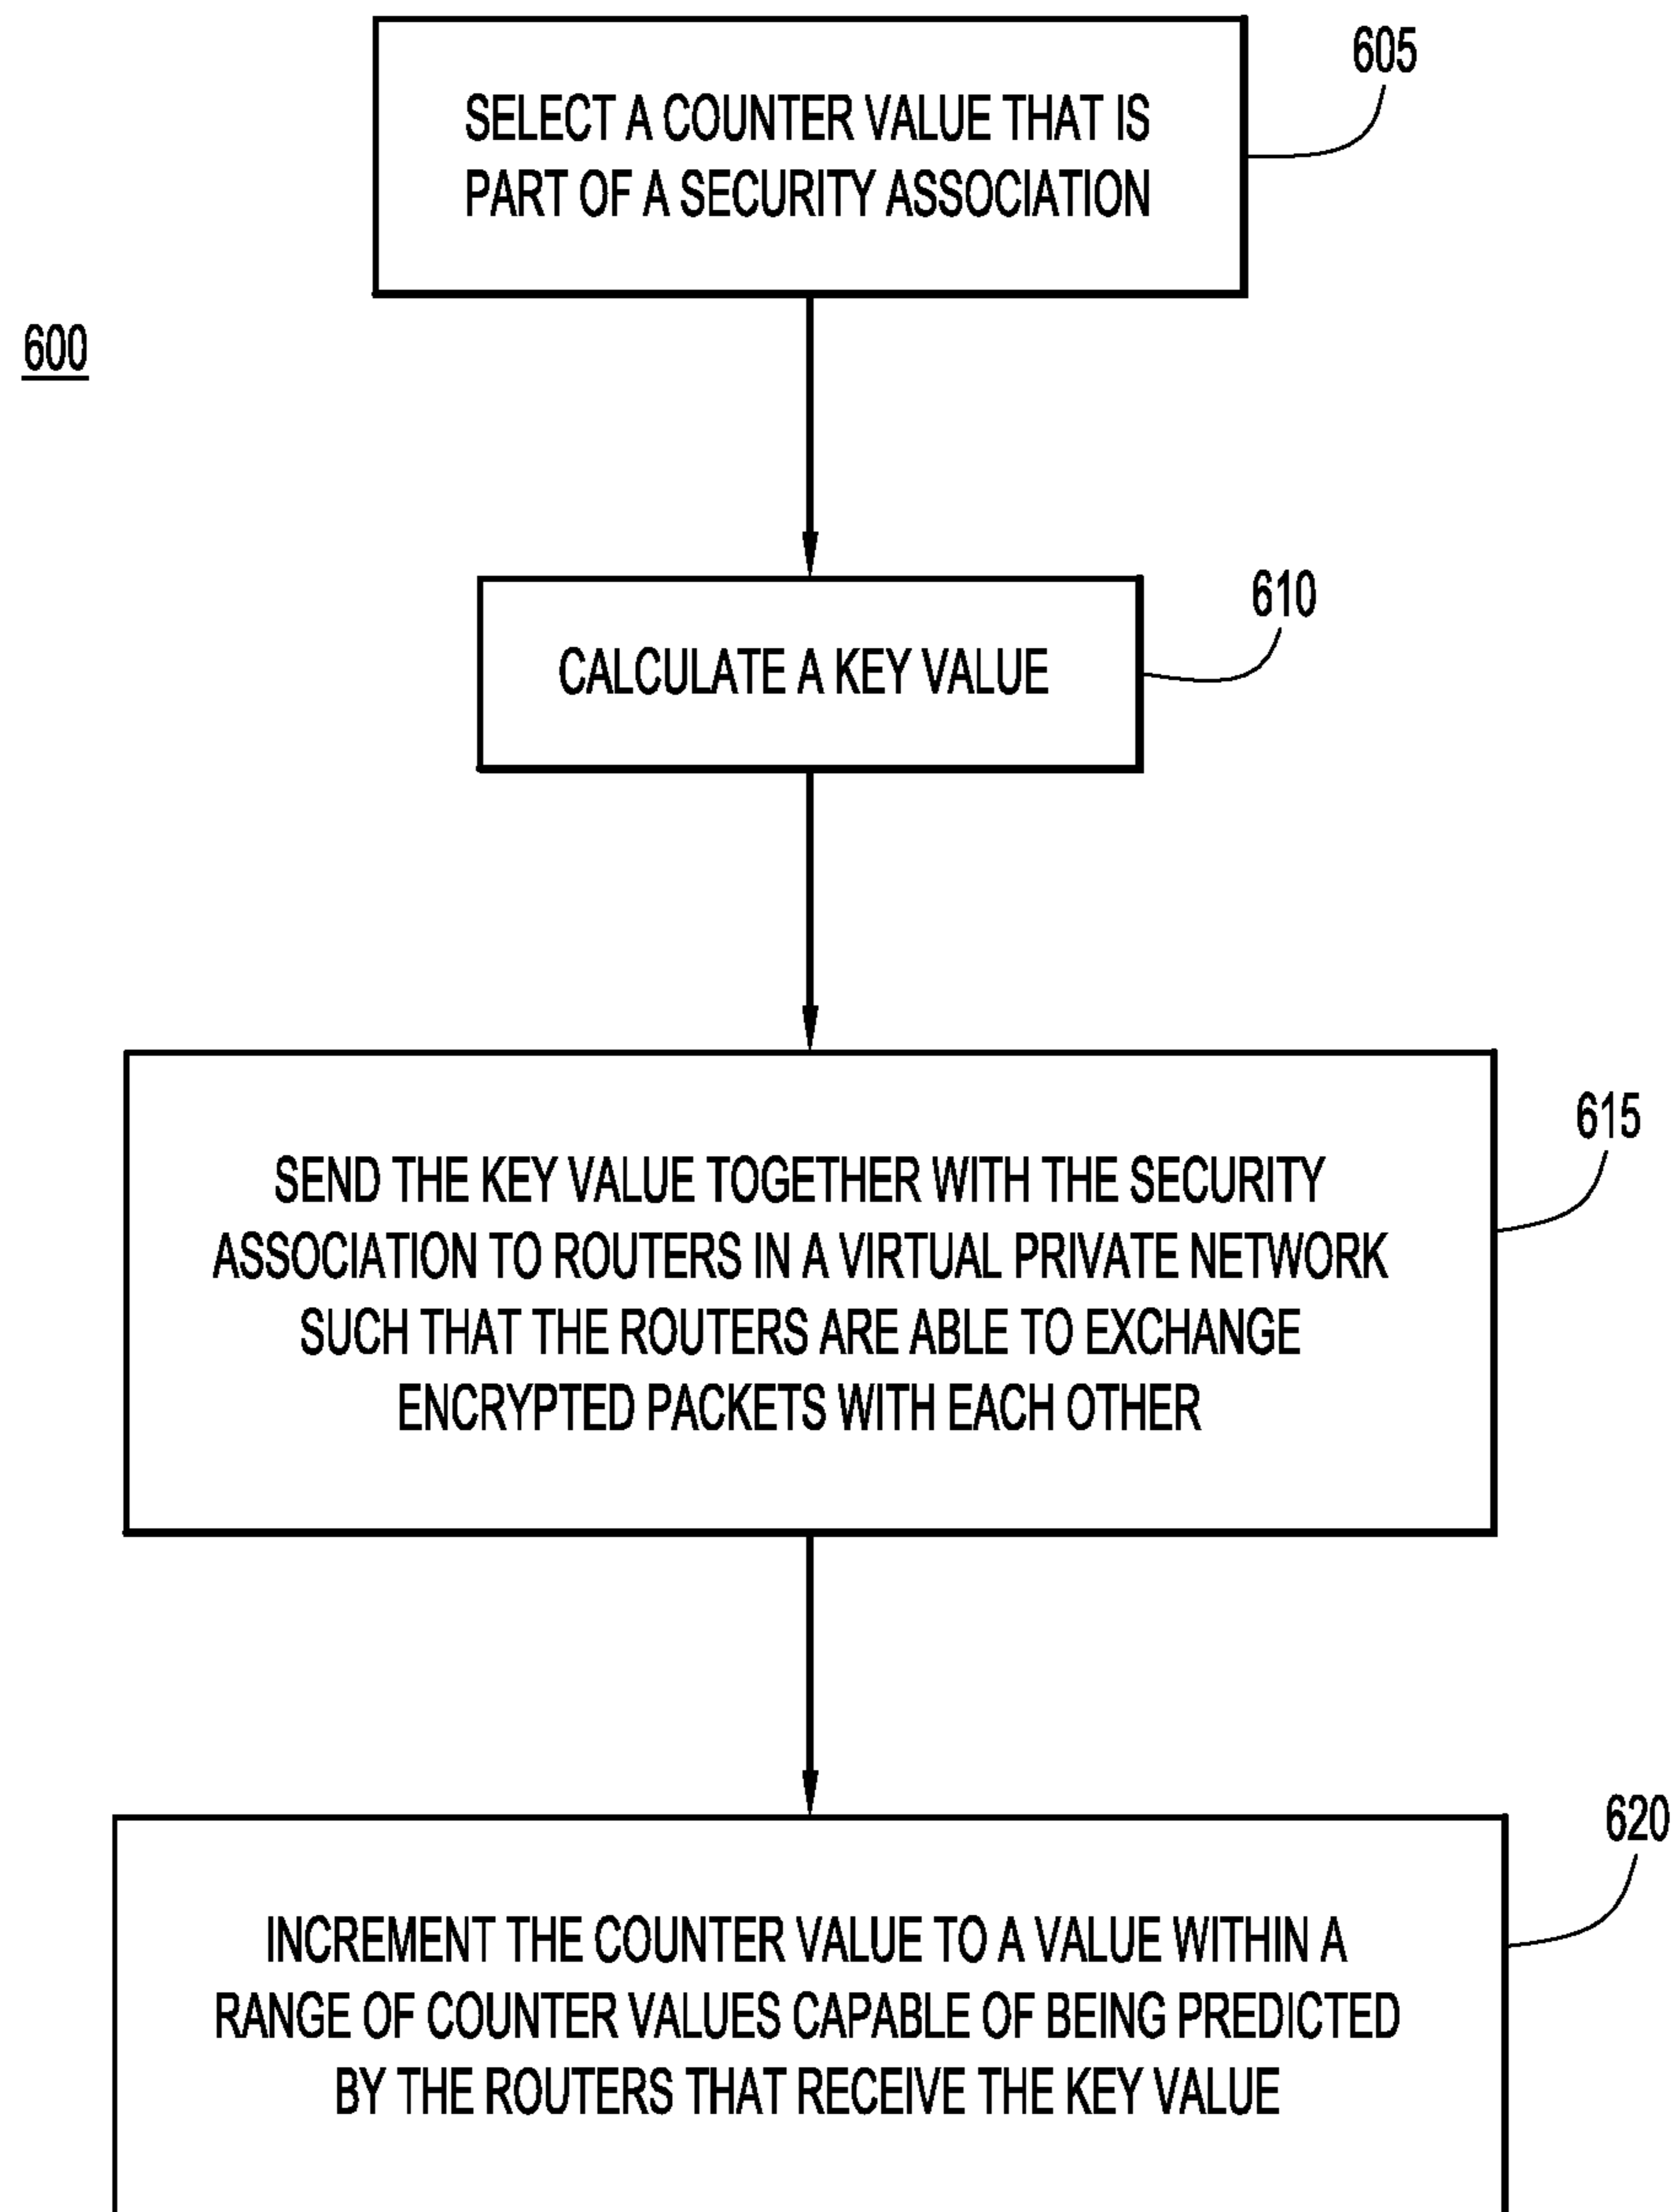 605
SELECT A COUNTER VALUE THAT IS
PART OF A SECURITY ASSOCIATION
600
610
CALCULATE A KEY VALUE
615
SEND THE KEY VALUE TOGETHER WITH THE SECURITY
ASSOCIATION TO ROUTERS IN A VIRTUAL PRIVATE NETWORK
SUCH THAT THE ROUTERS ARE ABLE TO EXCHANGE
ENCRYPTED PACKETS WITH EACH OTHER
620
INCREMENT THE COUNTER VALUE TO A VALUE WITHIN A
RANGE OF COUNTER VALUES CAPABLE OF BEING PREDICTED
BY THE ROUTERS THAT RECEIVE THE KEY VALUE